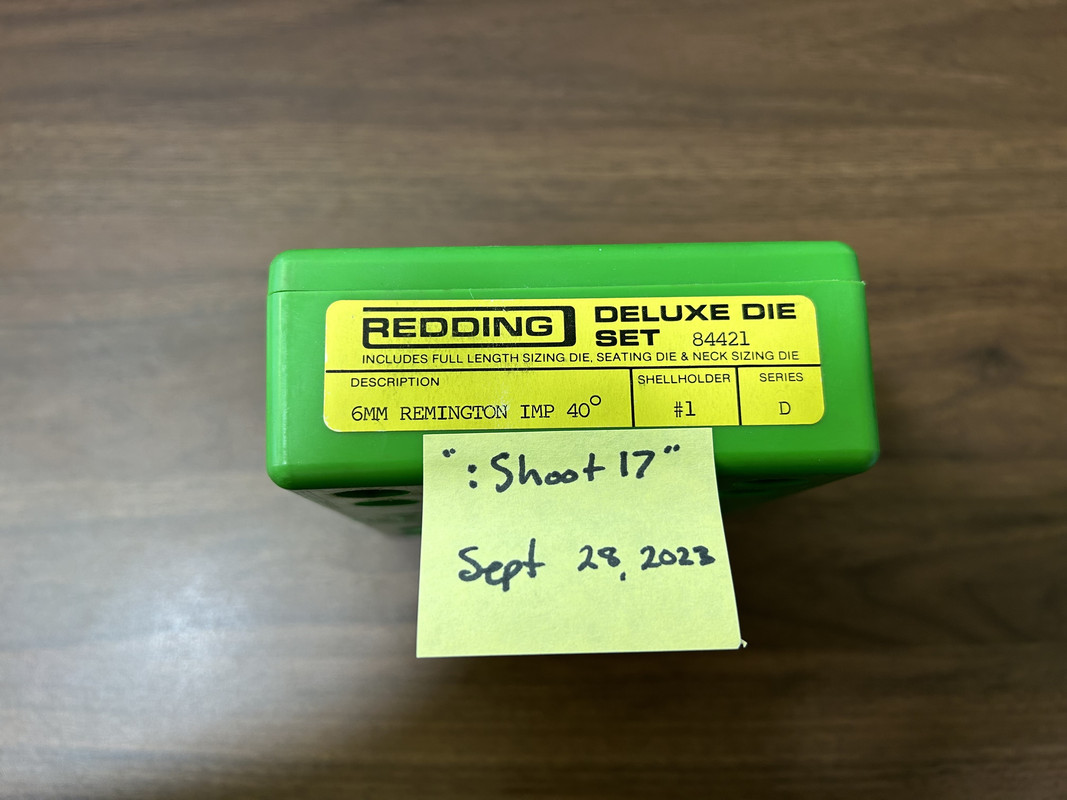 REDDING
DELUXE DIE
SET 84421
INCLUDES FULL LENGTH SIZING DIE, SEATING DIE & NECK SIZING DIE
DESCRIPTION SHELLHOLDER SERIES
6MM REMINGTON IMP 40° #1 D
" :Shoot 17"
Sept 28, 2023